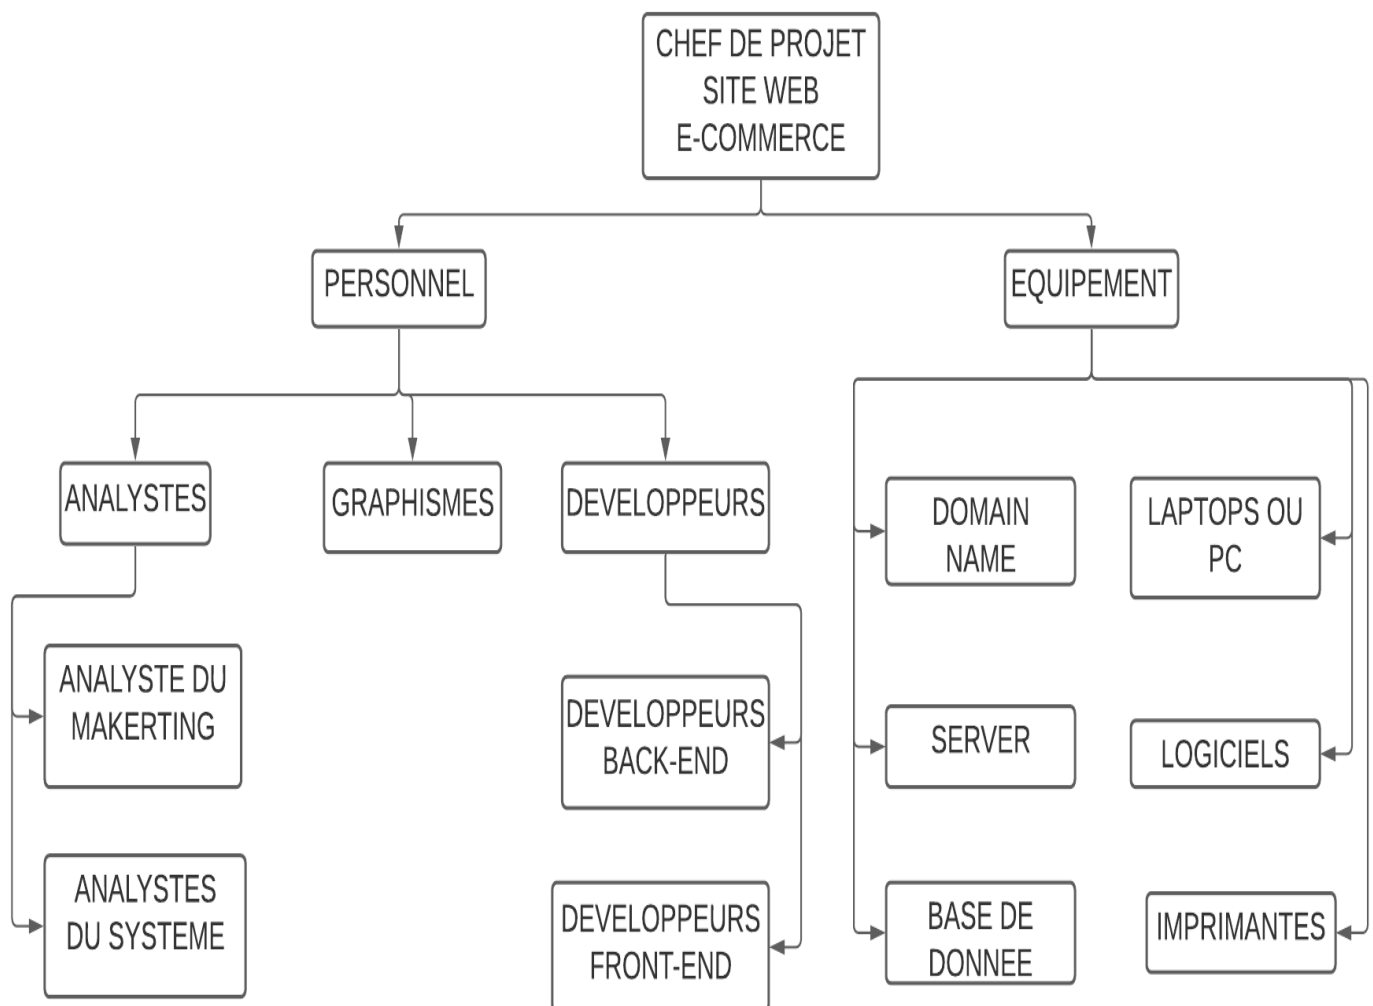 CHEF DE PROJET
SITE WEB
E-COMMERCE
PERSONNEL
EQUIPEMENT
ANALYSTES
GRAPHISMES
DEVELOPPEURS
DOMAIN
NAME
LAPTOPS OU
PC
ANALYSTE DU
MAKERTING
DEVELOPPEURS
BACK-END
SERVER
LOGICIELS
ANALYSTES
DU SYSTEME
DEVELOPPEURS
FRONT-END
BASE DE
DONNEE
IMPRIMANTES